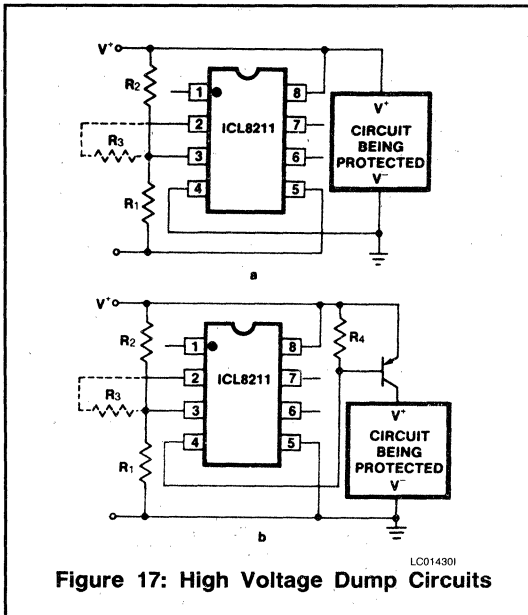 V+
R2
1
8
2
ICL8211
7
V+
R3
3
6
CIRCUIT
BEING
PROTECTED
4
5
V−
R1
a
V+
R2
1
8
R4
2
ICL8211
7
R3
3
6
V+
4
5
CIRCUIT
BEING
PROTECTED
R1
V−
b
LC01430I
Figure 17: High Voltage Dump Circuits